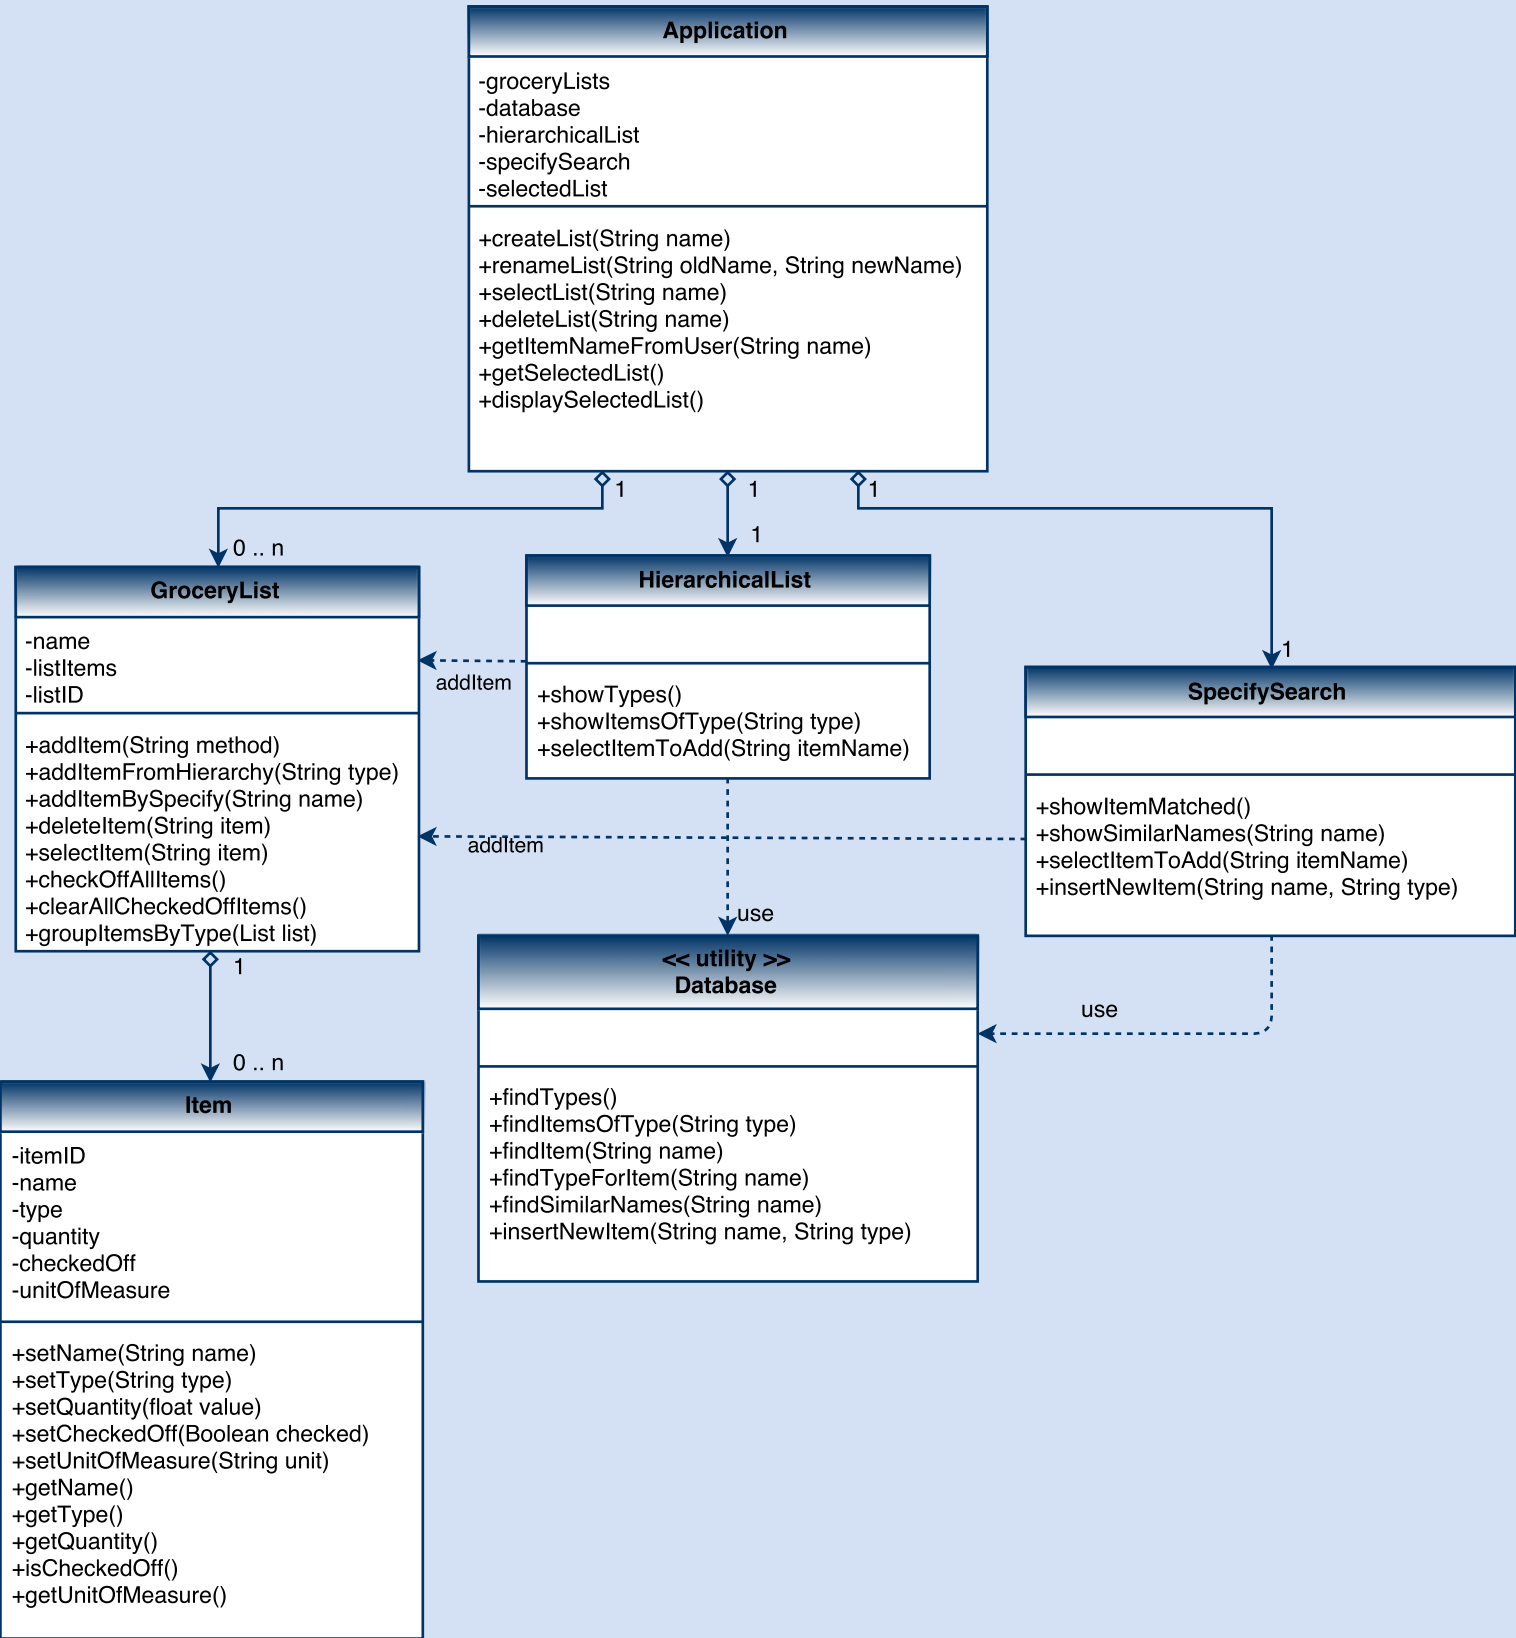 Application
-groceryLists
-database
-hierarchicalList
-specifySearch
-selectedList
+createList(String name)
+renameList(String oldName, String newName)
+selectList(String name)
+deleteList(String name)
+getItemNameFromUser(String name)
+getSelectedList()
+displaySelectedList()
1
1
1
0 .. n
1
1
GroceryList
-name
-listItems
-listID
+addItem(String method)
+addItemFromHierarchy(String type)
+addItemBySpecify(String name)
+deleteItem(String item)
+selectItem(String item)
+checkOffAllItems()
+clearAllCheckedOffItems()
+groupItemsByType(List list)
addItem
HierarchicalList
+showTypes()
+showItemsOfType(String type)
+selectItemToAdd(String itemName)
addItem
use
SpecifySearch
+showItemMatched()
+showSimilarNames(String name)
+selectItemToAdd(String itemName)
+insertNewItem(String name, String type)
use
1
0 .. n
<< utility >>
Database
+findTypes()
+findItemsOfType(String type)
+findItem(String name)
+findTypeForItem(String name)
+findSimilarNames(String name)
+insertNewItem(String name, String type)
Item
-itemID
-name
-type
-quantity
-checkedOff
-unitOfMeasure
+setName(String name)
+setType(String type)
+setQuantity(float value)
+setCheckedOff(Boolean checked)
+setUnitOfMeasure(String unit)
+getName()
+getType()
+getQuantity()
+isCheckedOff()
+getUnitOfMeasure()